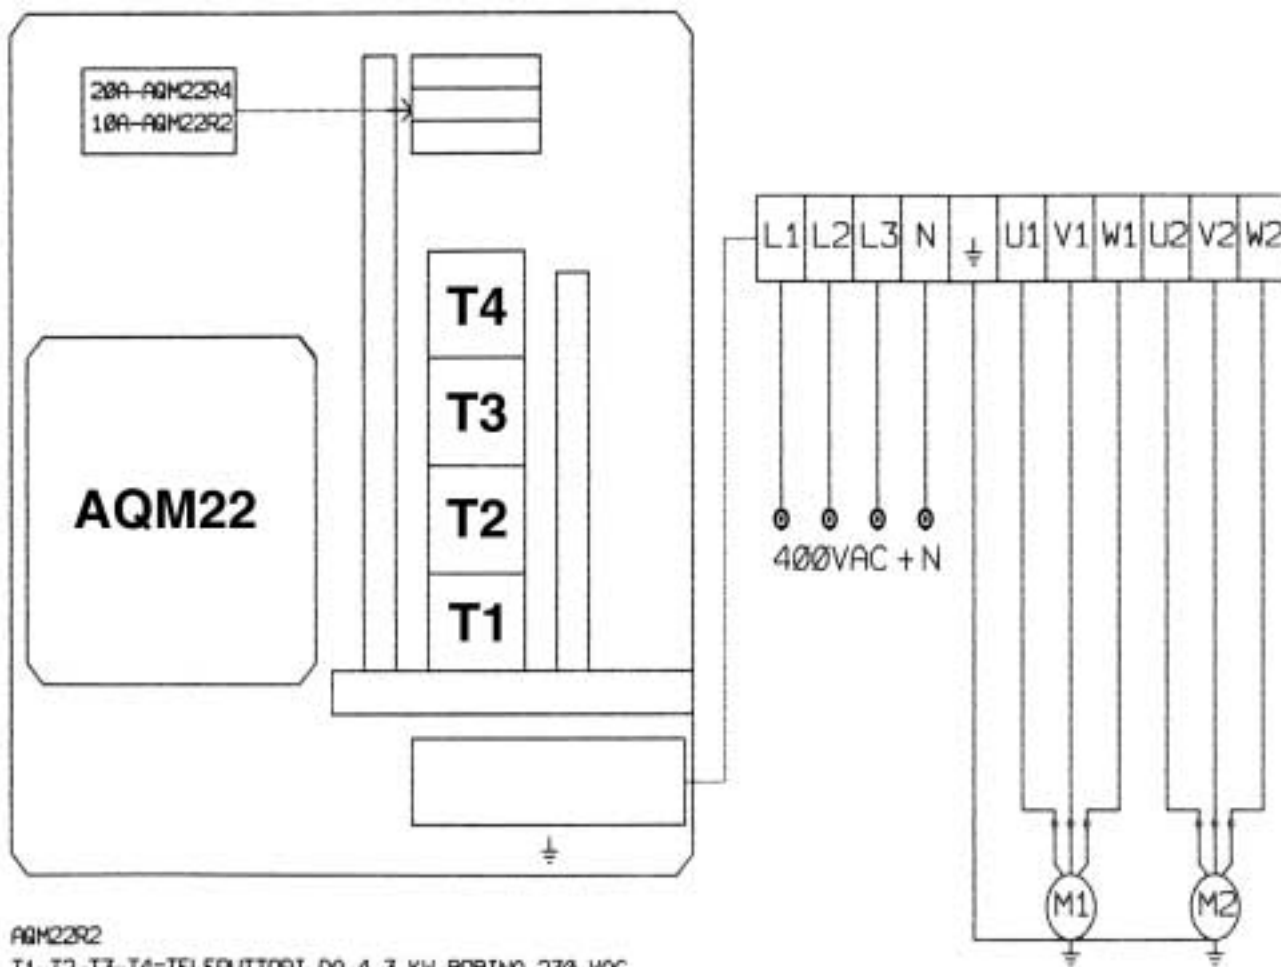 20A-AQM22R4
10A-AQM22R2
L1 L2 L3 N U1 V1 W1 U2 V2 W2
T4
T3
AQM22
T2
400VAC + N
T1
M1 M2
AQM22R2